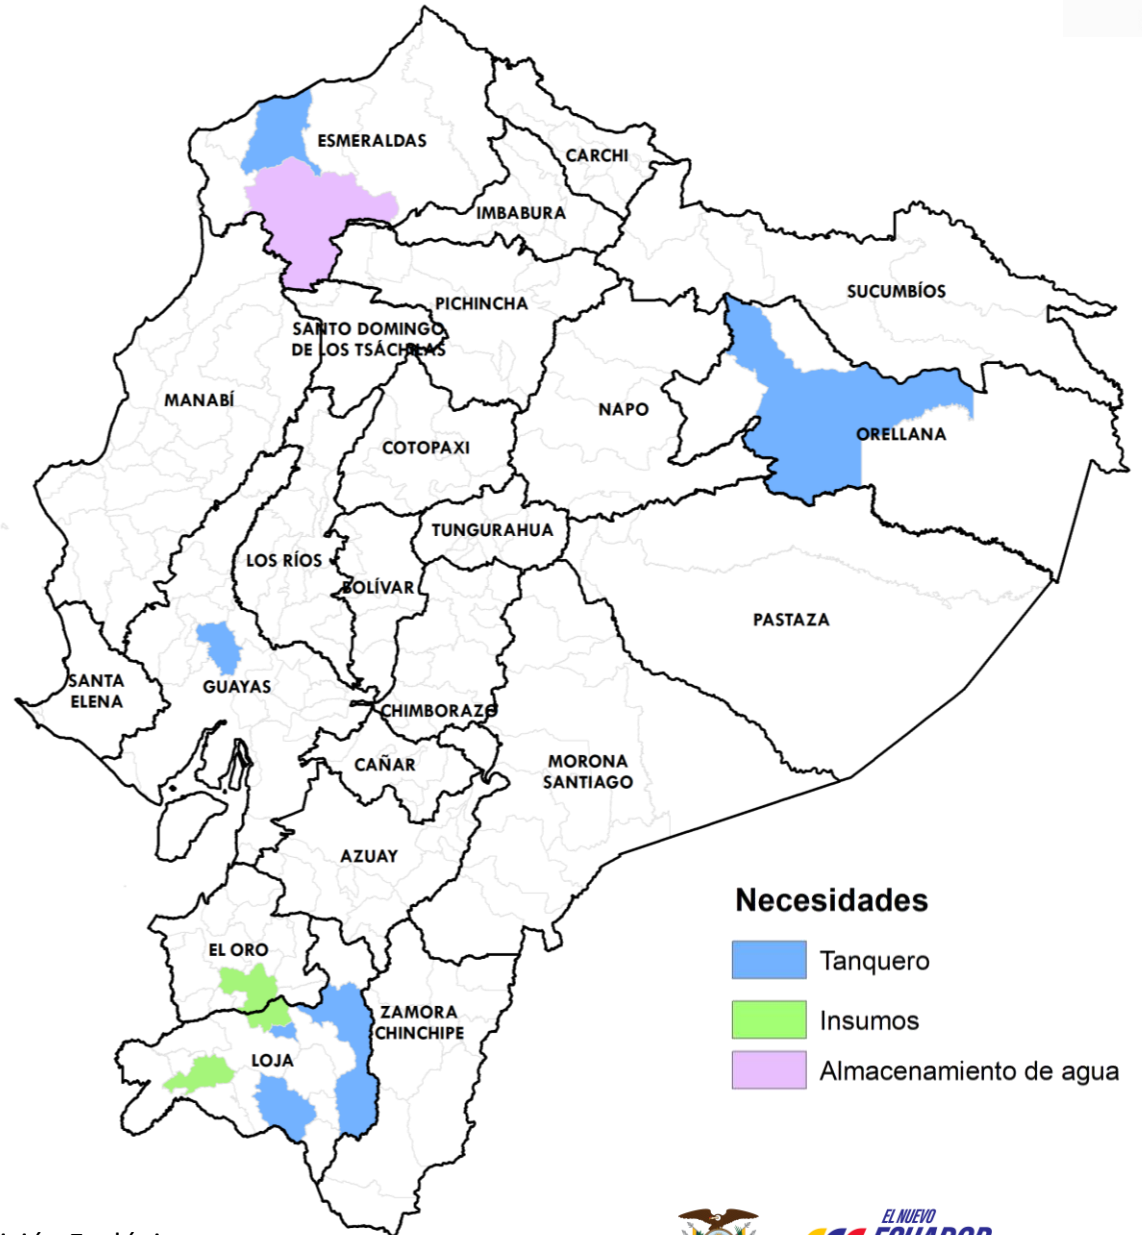 ESMERALDAS
CARCHI
IMBABURA
SUCUMBÍOS
PICHINCHA
SANTO DOMINGO
DE LOS TSÁCHILAS
MANABÍ
NAPO
ORELLANA
COTOPAXI
TUNGURAHUA
LOS RÍOS
BOLÍVAR
PASTAZA
SANTA
ELENA
GUAYAS
CHIMBORAZO
CAÑAR
MORONA
SANTIAGO
AZUAY
EL ORO
ZAMORA
CHINCHIPE
LOJA
Necesidades
Tanquero
Insumos
Almacenamiento de agua
EL NUEVO
ECUADOR